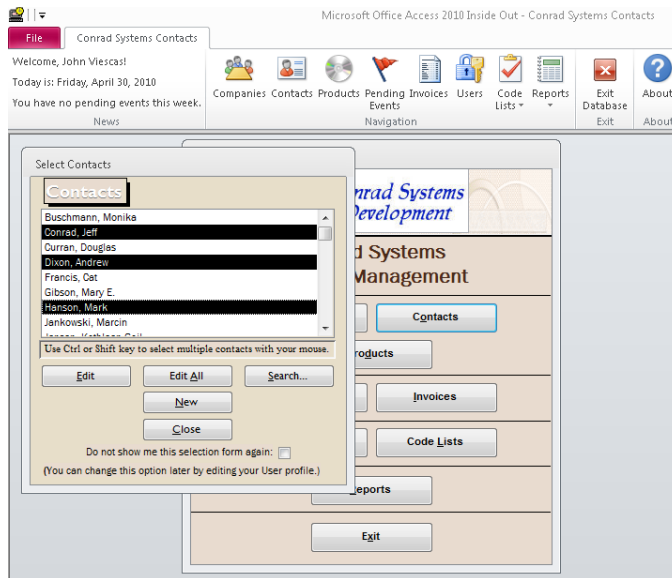 Microsoft Office Access 2010 Inside Out - Conrad Systems Contacts
File
Conrad Systems Contacts
Welcome, John Viescas!
Today is: Friday, April 30, 2010
You have no pending events this week.
News
Companies
Contacts
Products
Pending Events
Invoices
Users
Code Lists
Reports
Navigation
Exit Database
Exit
About
About
Select Contacts
Contacts
Buschmann, Monika
Conrad, Jeff
Curran, Douglas
Dixon, Andrew
Francis, Cat
Gibson, Mary E.
Hanson, Mark
Jankowski, Marcin
Use Ctrl or Shift key to select multiple contacts with your mouse.
Edit
Edit All
Search...
New
Close
Do not show me this selection form again:
(You can change this option later by editing your User profile.)
nrad Systems
Development
d Systems
Management
Contacts
roducts
Invoices
Code Lists
Reports
Exit